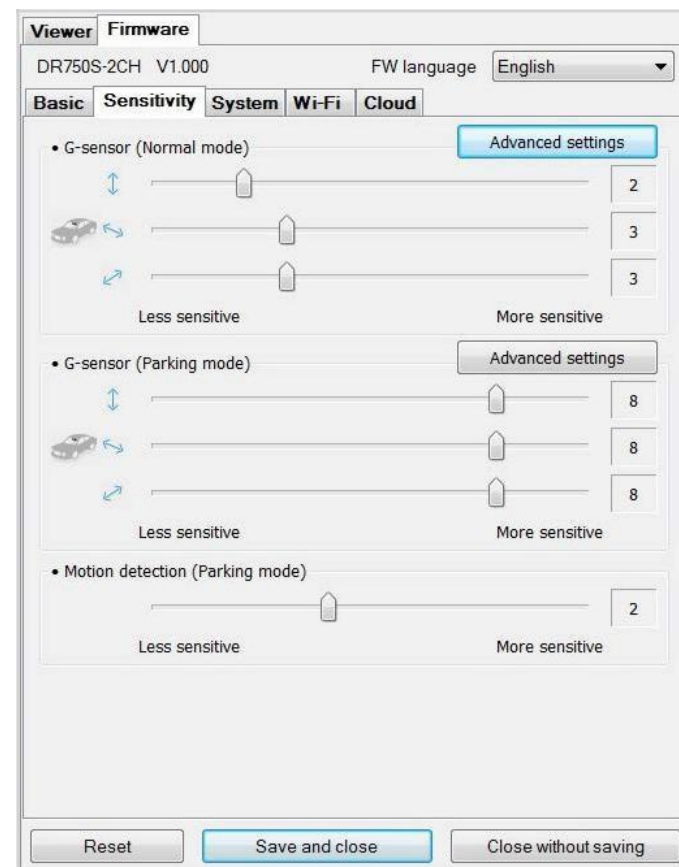 Viewer Firmware
DR750S-2CH V1.000 FW language English
Basic Sensitivity System Wi-Fi Cloud
• G-sensor (Normal mode) Advanced settings
2
3
3
Less sensitive More sensitive
• G-sensor (Parking mode) Advanced settings
8
8
8
Less sensitive More sensitive
• Motion detection (Parking mode)
2
Less sensitive More sensitive
Reset Save and close Close without saving